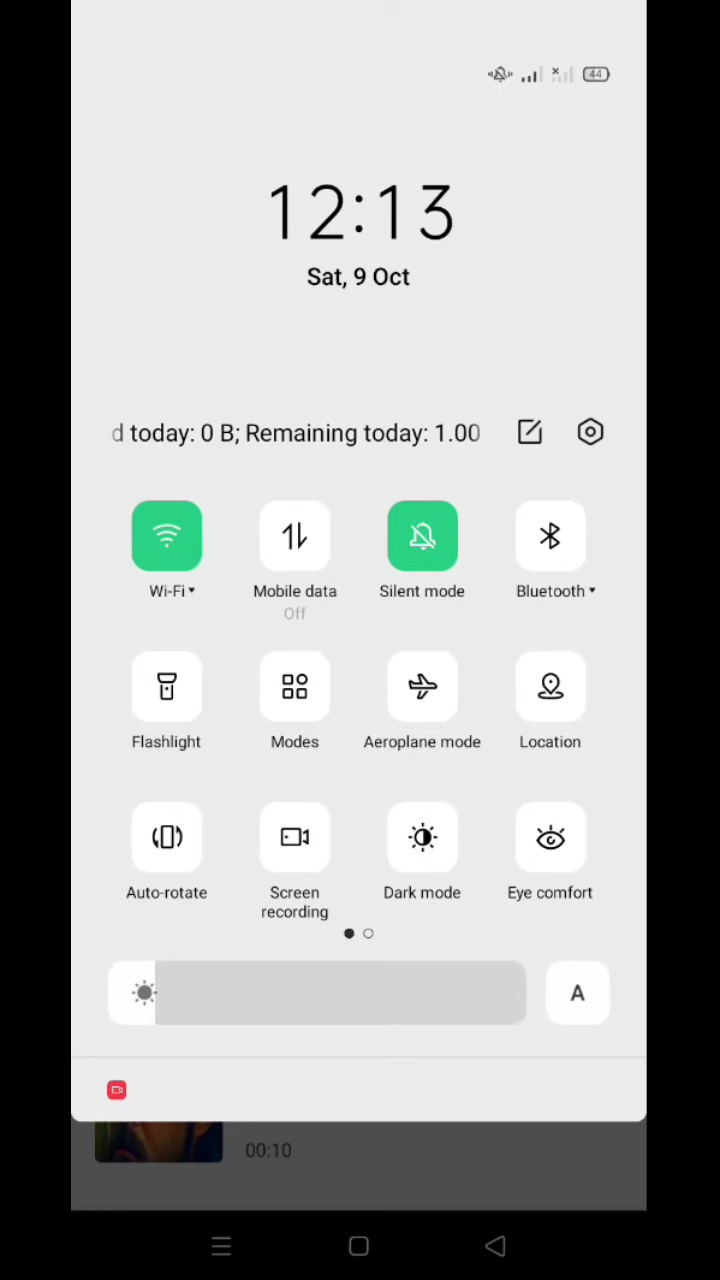 44
12:13
Sat, 9 Oct
d today: 0 B; Remaining today: 1.00
Wi-Fi
Mobile data
Off
Silent mode
Bluetooth
Flashlight
Modes
Aeroplane mode
Location
Auto-rotate
Screen
recording
Dark mode
Eye comfort
A
00:10